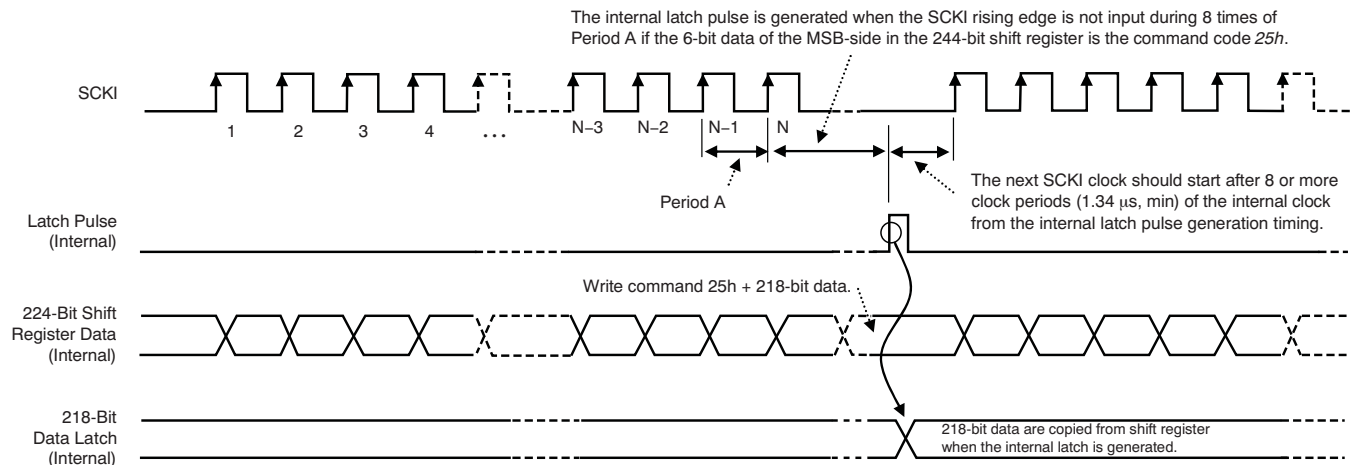 The internal latch pulse is generated when the SCKI rising edge is not input during 8 times of
Period A if the 6-bit data of the MSB-side in the 244-bit shift register is the command code 25h.
SCKI
1 2 3 4 ... N–3 N–2 N–1 N
Period A
The next SCKI clock should start after 8 or more
clock periods (1.34 μs, min) of the internal clock
from the internal latch pulse generation timing.
Latch Pulse
(Internal)
Write command 25h + 218-bit data.
224-Bit Shift
Register Data
(Internal)
218-Bit
Data Latch
(Internal)
218-bit data are copied from shift register
when the internal latch is generated.